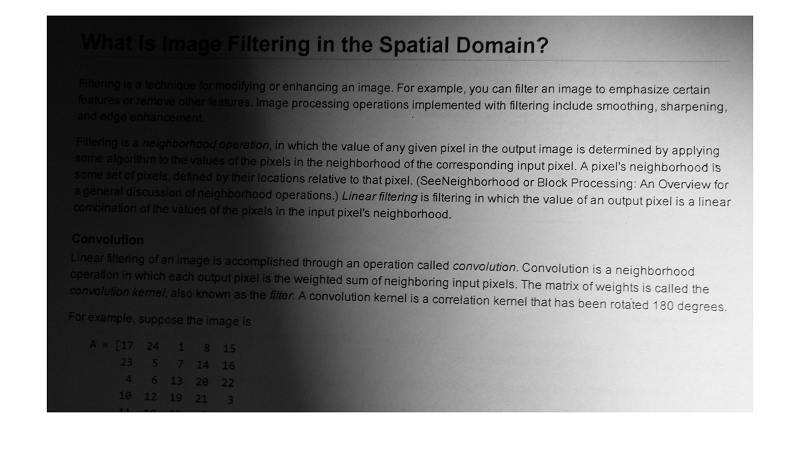 What Is Image Filtering in the Spatial Domain?
Filtering is a technique for modifying or enhancing an image. For example, you can filter an image to emphasize certain
features or remove other features. Image processing operations implemented with filtering include smoothing, sharpening,
and edge enhancement.
Filtering is a neighborhood operation, in which the value of any given pixel in the output image is determined by applying
some algorithm to the values of the pixels in the neighborhood of the corresponding input pixel. A pixel's neighborhood is
some set of pixels, defined by their locations relative to that pixel. (SeeNeighborhood or Block Processing: An Overview for
a general discussion of neighborhood operations.) Linear filtering is filtering in which the value of an output pixel is a linear
combination of the values of the pixels in the input pixel's neighborhood.
Convolution
Linear filtering of an image is accomplished through an operation called convolution. Convolution is a neighborhood
operation in which each output pixel is the weighted sum of neighboring input pixels. The matrix of weights is called the
convolution kernel, also known as the filter. A convolution kernel is a correlation kernel that has been rotated 180 degrees.
For example, suppose the image is
A = [17 24 1 8 15
23 5 7 14 16
4 6 13 20 22
10 12 19 21 3